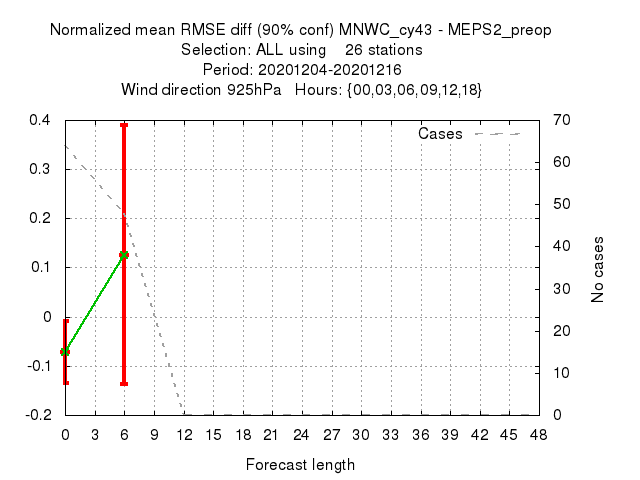 Normalized mean RMSE diff (90% conf) MNWC_cy43 - MEPS2_preop
Selection: ALL using 26 stations
Period: 20201204-20201216
Wind direction 925hPa Hours: {00,03,06,09,12,18}
Cases
0.4
0.3
0.2
0.1
0
-0.1
-0.2
70
60
50
40
30
20
10
0
No cases
0 3 6 9 12 15 18 21 24 27 30 33 36 39 42 45 48
Forecast length